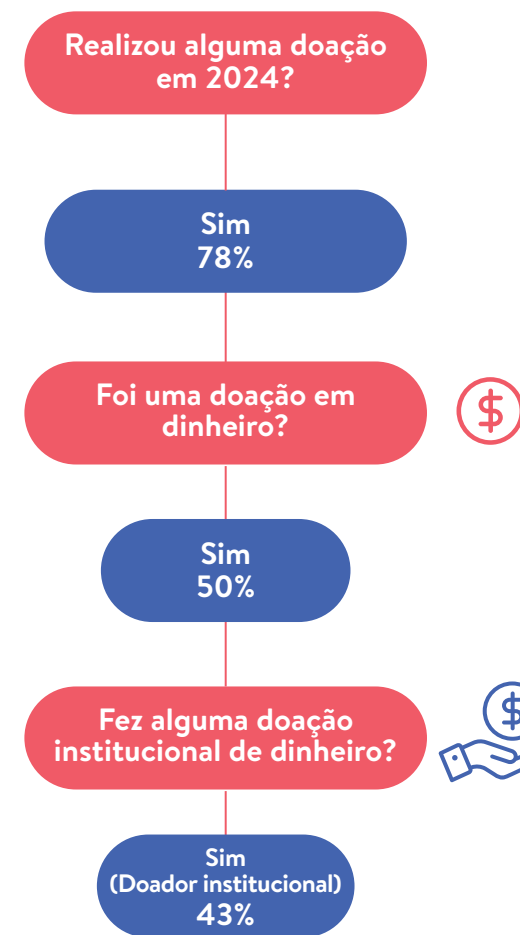 Realizou alguma doação
em 2024?
Sim
78%
Foi uma doação em
dinheiro?
$
Sim
50%
Fez alguma doação
institucional de dinheiro?
$
Sim
(Doador institucional)
43%